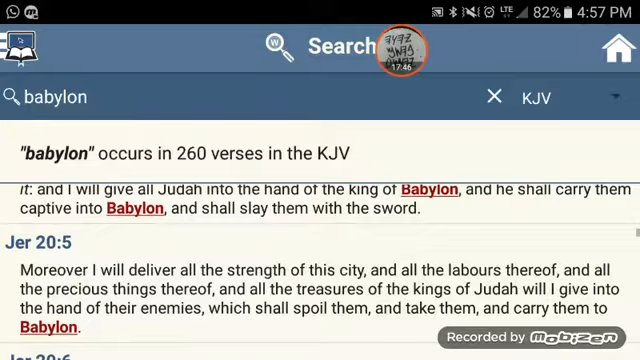 LTE 82% 4:57 PM
Search
17:46
babylon
KJV
"babylon" occurs in 260 verses in the KJV
it: and I will give all Judah into the hand of the king of Babylon, and he shall carry them
captive into Babylon, and shall slay them with the sword.
Jer 20:5
Moreover I will deliver all the strength of this city, and all the labours thereof, and all
the precious things thereof, and all the treasures of the kings of Judah will I give into
the hand of their enemies, which shall spoil them, and take them, and carry them to
Babylon.
Recorded by Mobizen
Jer 20:6